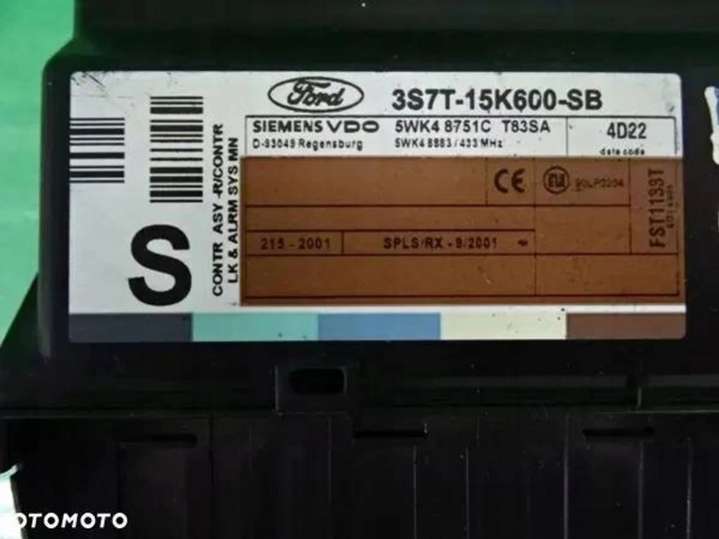 Ford
3S7T-15K600-SB
SIEMENS VDO 5WK4 8751C T83SA 4D22
D-93049 Regensburg 5WK4 8883 / 433 MHz date code
CONTR ASY -R/CONTR
LK & ALRM SYS MN
S
CE
215 - 2001 SPLS/RX - 9/2001
FST1139T
OTOMOTO